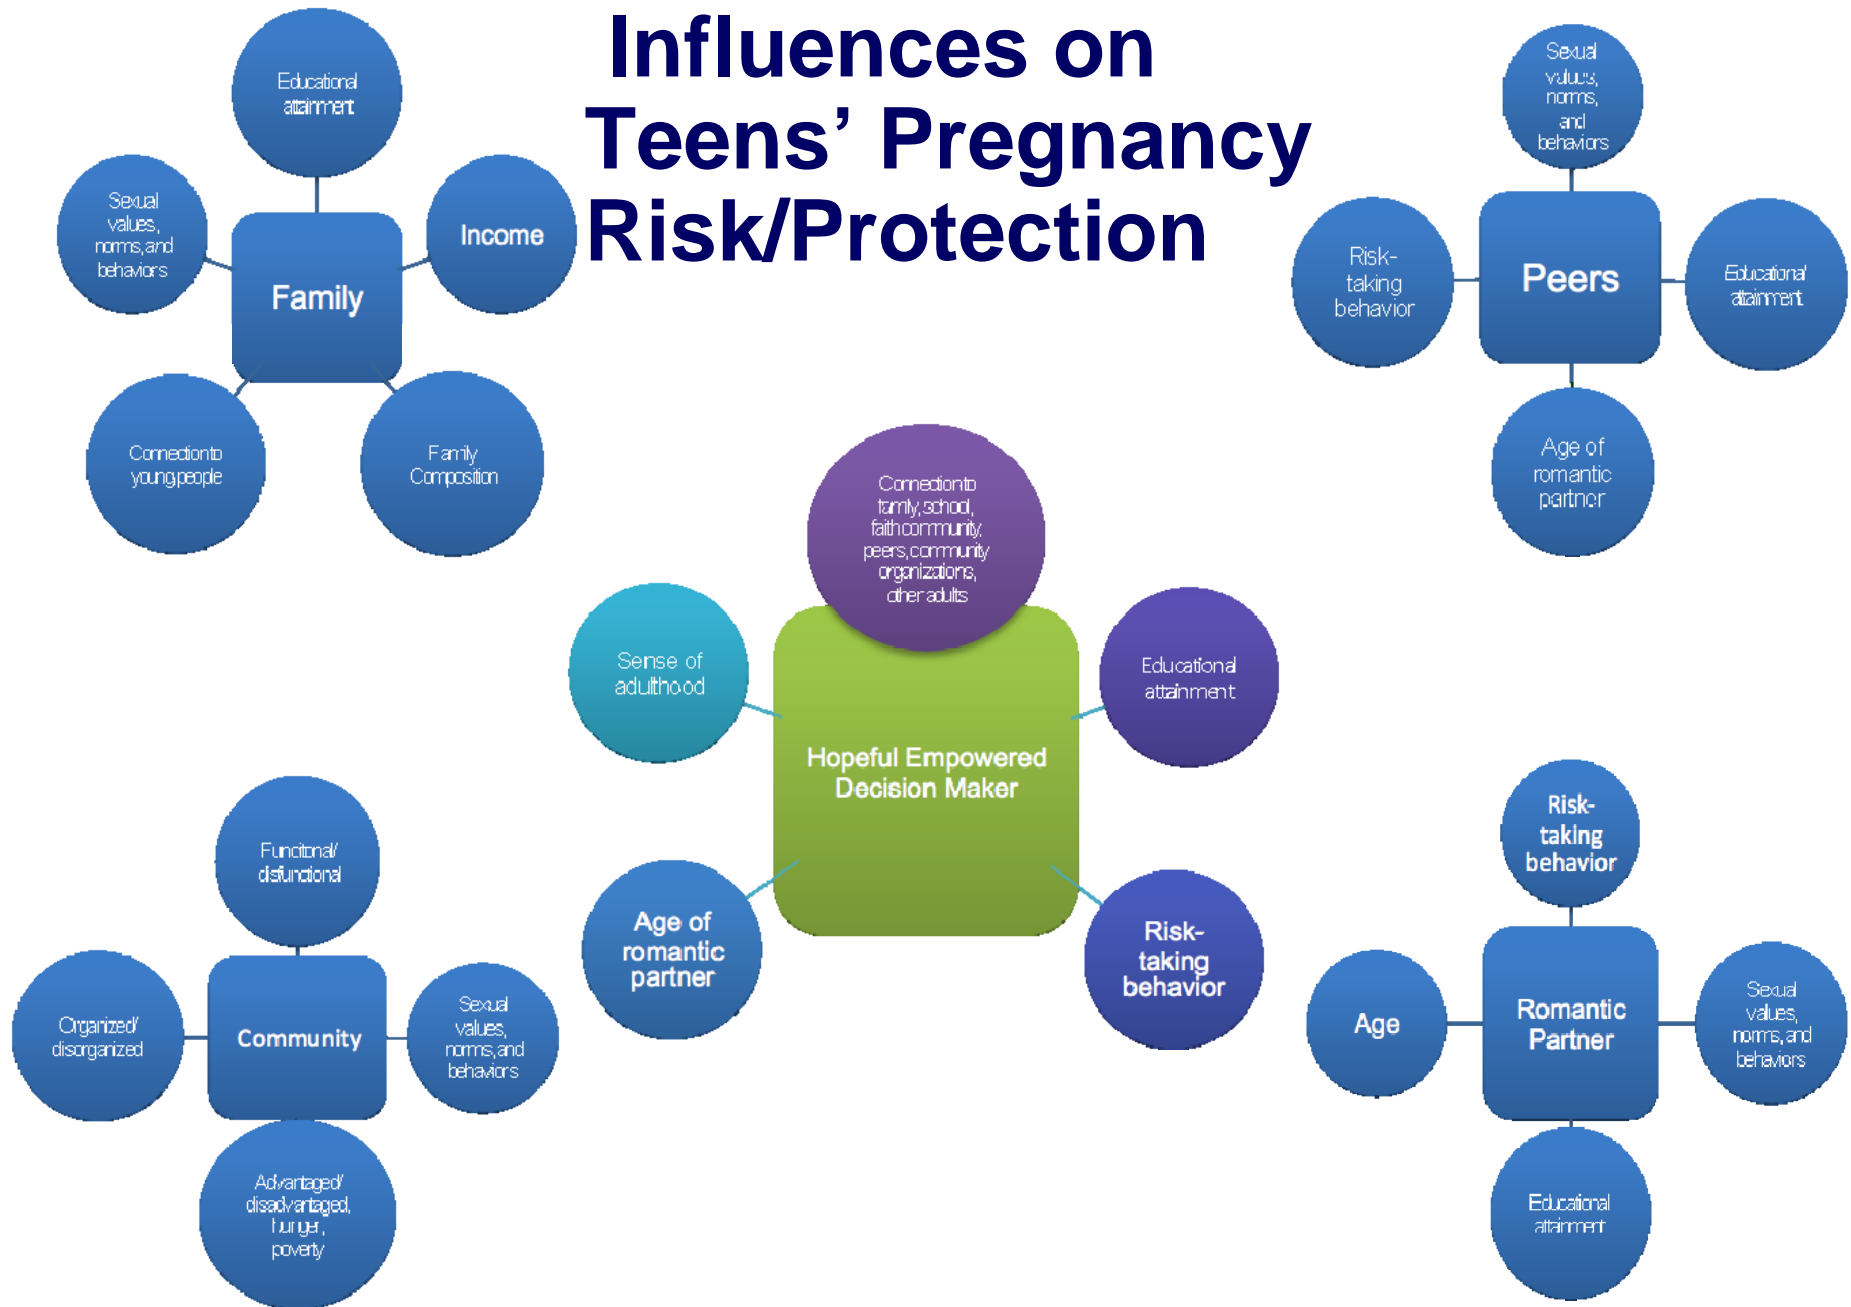 Influences on
Teens’ Pregnancy
Risk/Protection
Educational
attainment
Sexual
values,
norms, and
behaviors
Income
Family
Connection to
young people
Family
Composition
Sexual
values,
norms,
and
behaviors
Risk-
taking
behavior
Peers
Educational
attainment
Age of
romantic
partner
Connection to
family, school,
faith community,
peers, community
organizations,
other adults
Sense of
adulthood
Educational
attainment
Hopeful Empowered
Decision Maker
Age of
romantic
partner
Risk-
taking
behavior
Funcitonal/
disfunctional
Organized/
disorganized
Community
Sexual
values,
norms, and
behaviors
Advantaged/
disadvantaged,
hunger,
poverty
Risk-
taking
behavior
Age
Romantic
Partner
Sexual
values,
norms, and
behaviors
Educational
attainment